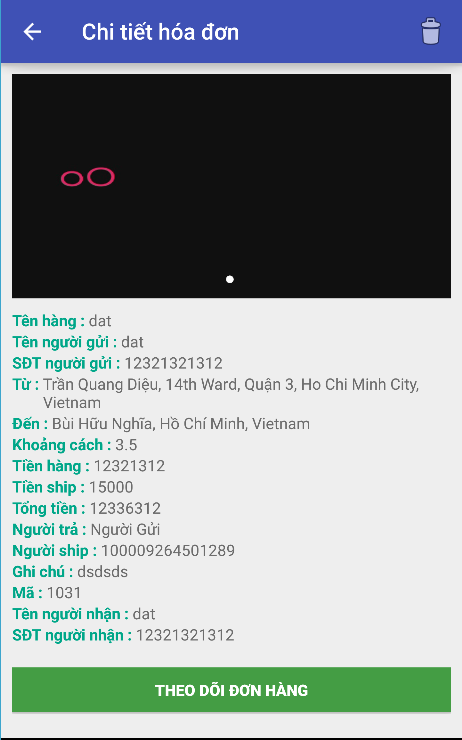 Chi tiết hóa đơn
Tên hàng : dat
Tên người gửi : dat
SĐT người gửi : 12321321312
Từ : Trần Quang Diệu, 14th Ward, Quận 3, Ho Chi Minh City,
Vietnam
Đến : Bùi Hữu Nghĩa, Hồ Chí Minh, Vietnam
Khoảng cách : 3.5
Tiền hàng : 12321312
Tiền ship : 15000
Tổng tiền : 12336312
Người trả : Người Gửi
Người ship : 100009264501289
Ghi chú : dsdsds
Mã : 1031
Tên người nhận : dat
SĐT người nhận : 12321321312
THEO DÕI ĐƠN HÀNG